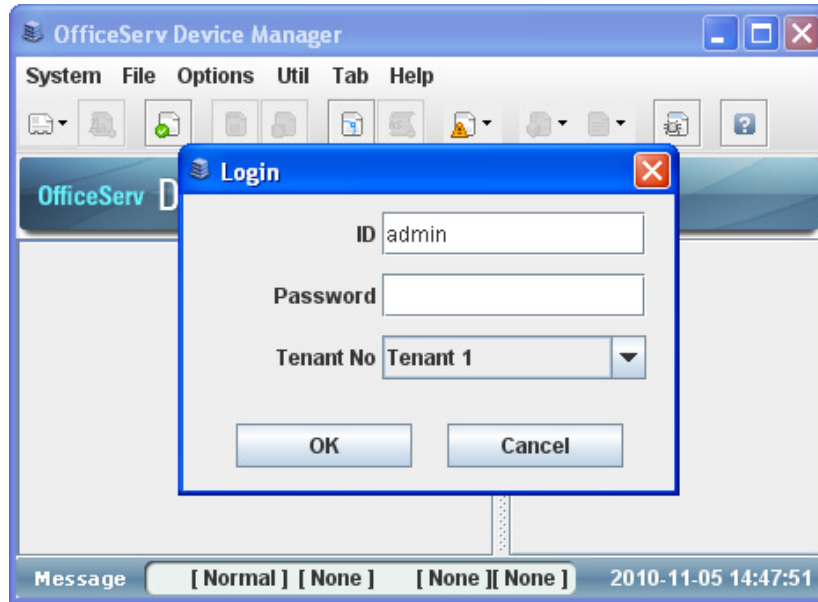 OfficeServ Device Manager
System File Options Util Tab Help
OfficeServ D
Login
ID admin
Password
Tenant No Tenant 1
OK Cancel
Message [ Normal ] [ None ] [ None ][ None ] 2010-11-05 14:47:51